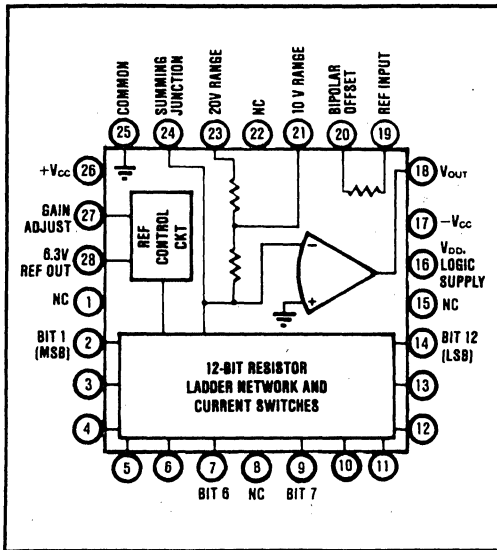 COMMON
SUMMING
JUNCTION
20V RANGE
NC
10 V RANGE
BIPOLAR
OFFSET
REF INPUT
25
24
23
22
21
20
19
+Vcc
26
18
VOUT
GAIN
ADJUST
27
17
−Vcc
6.3V
REF OUT
28
REF
CONTROL
CKT
−
+
16
VDD,
LOGIC
SUPPLY
NC
1
15
NC
BIT 1
(MSB)
2
14
BIT 12
(LSB)
12-BIT RESISTOR
LADDER NETWORK AND
CURRENT SWITCHES
3
13
4
12
5
6
7
8
9
10
11
BIT 6
NC
BIT 7